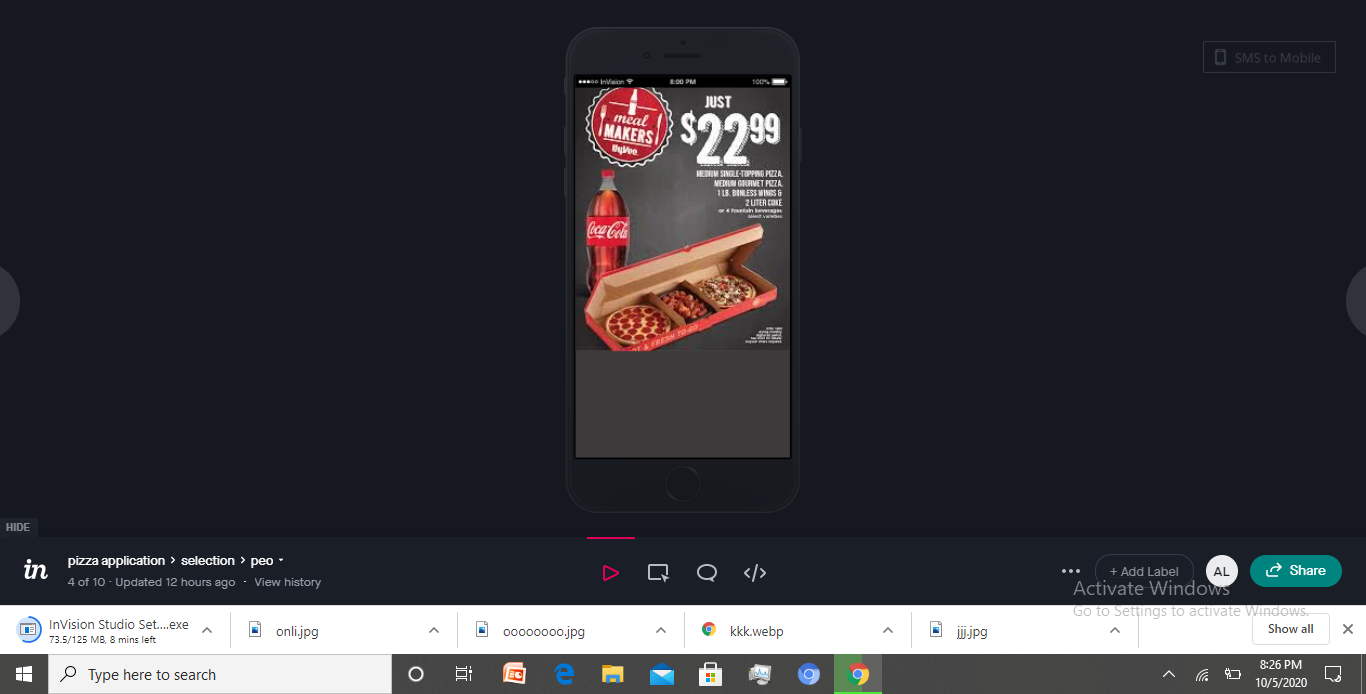 SMS to Mobile
●●●○○ InVision
8:00 PM
100%
meal
MAKERS
HyVee
JUST
$22 99
MEDIUM SINGLE-TOPPING PIZZA,
MEDIUM GOURMET PIZZA,
1 LB. BONLESS WINGS &
2 LITER COKE
or 4 fountain beverages
select varieties
Coca-Cola
& FRESH TO-GO
HIDE
in
pizza application > selection > peo
4 of 10 · Updated 12 hours ago · View history
+ Add Label
AL
Share
Activate Windows
Go to Settings to activate Windows.
InVision Studio Set....exe
73.5/125 MB, 8 mins left
onli.jpg
oooooooo.jpg
kkk.webp
jjj.jpg
Show all
Type here to search
8:26 PM
10/5/2020